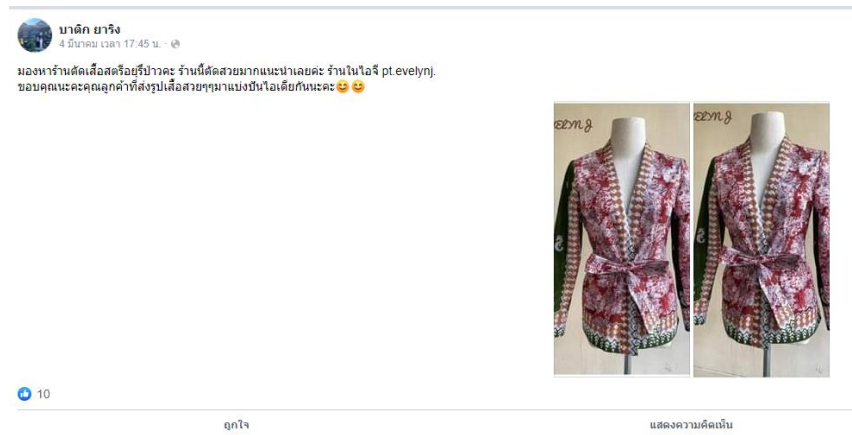 บาติก ยาริง
4 มีนาคม เวลา 17:45 น. ·
มองหาร้านตัดเสื้อสตรีอยุ่รึป่าวคะ ร้านนี้ตัดสวยมากแนะนำเลยค่ะ ร้านในไอจี pt.evelynj.
ขอบคุณนะคะคุณลูกค้าที่ส่งรูปเสื้อสวยๆๆมาแบ่งปันไอเดียกันนะคะ😊😊
ELYN J
VELYN J
10
ถูกใจ
แสดงความคิดเห็น